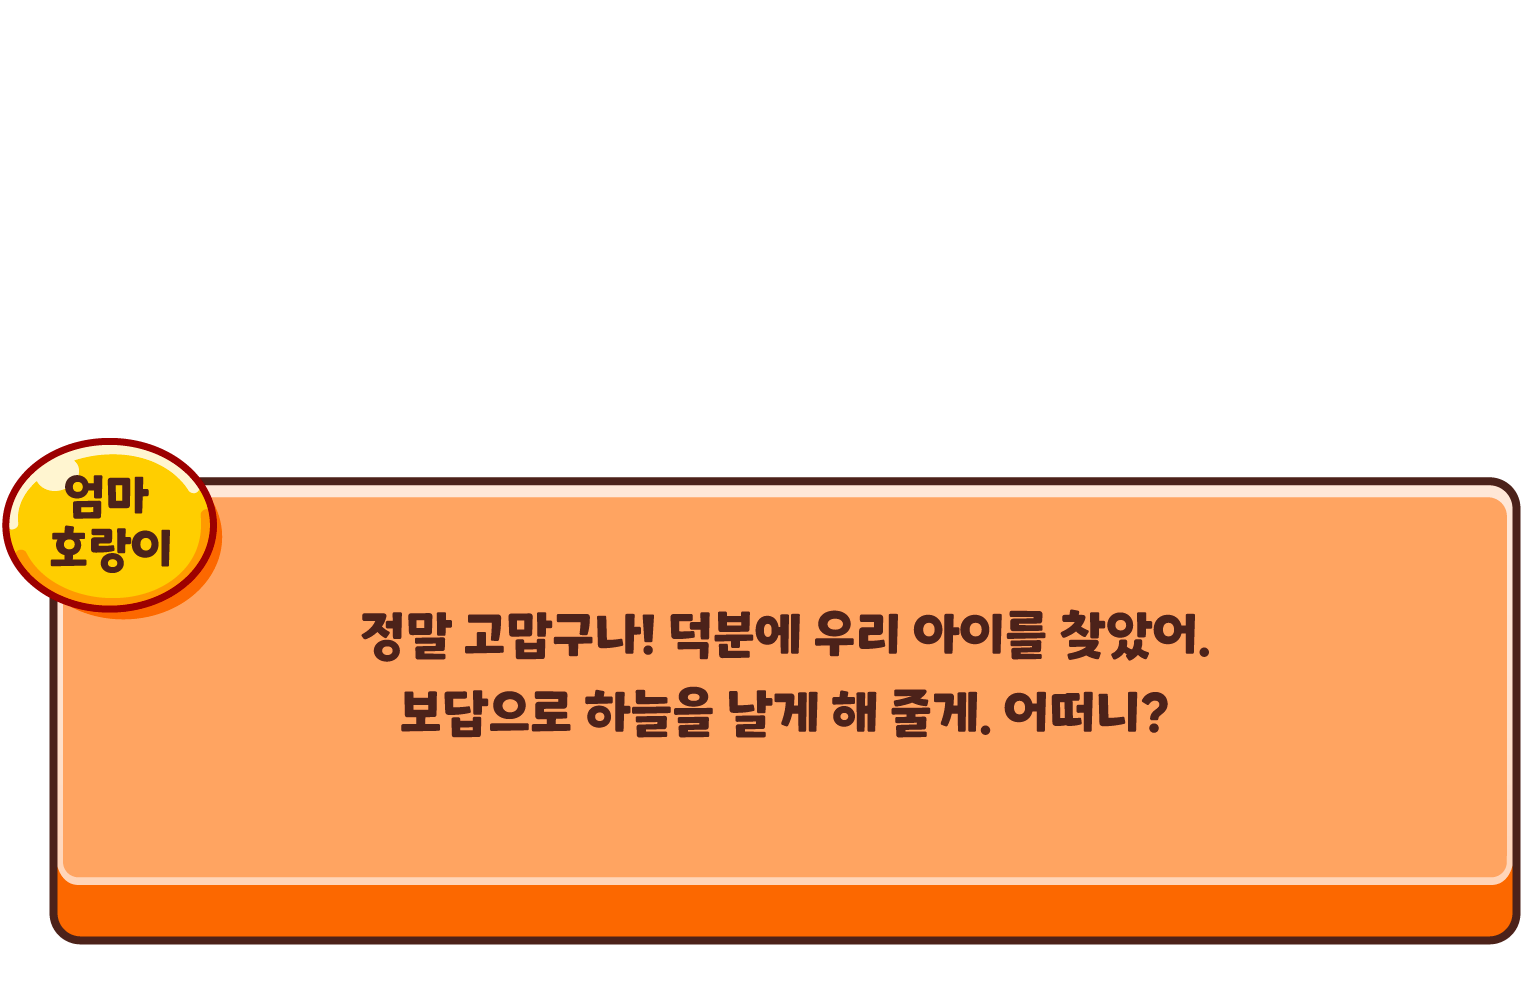 엄마
호랑이
정말 고맙구나! 덕분에 우리 아이를 찾았어.
보답으로 하늘을 날게 해 줄게. 어떠니?